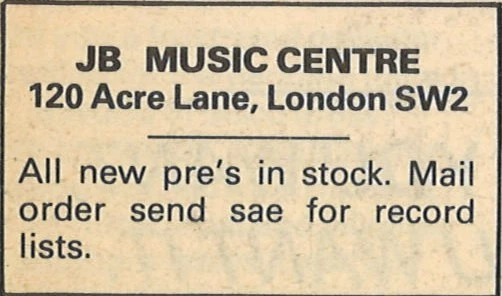 JB MUSIC CENTRE
120 Acre Lane, London SW2
All new pre's in stock. Mail
order send sae for record
lists.